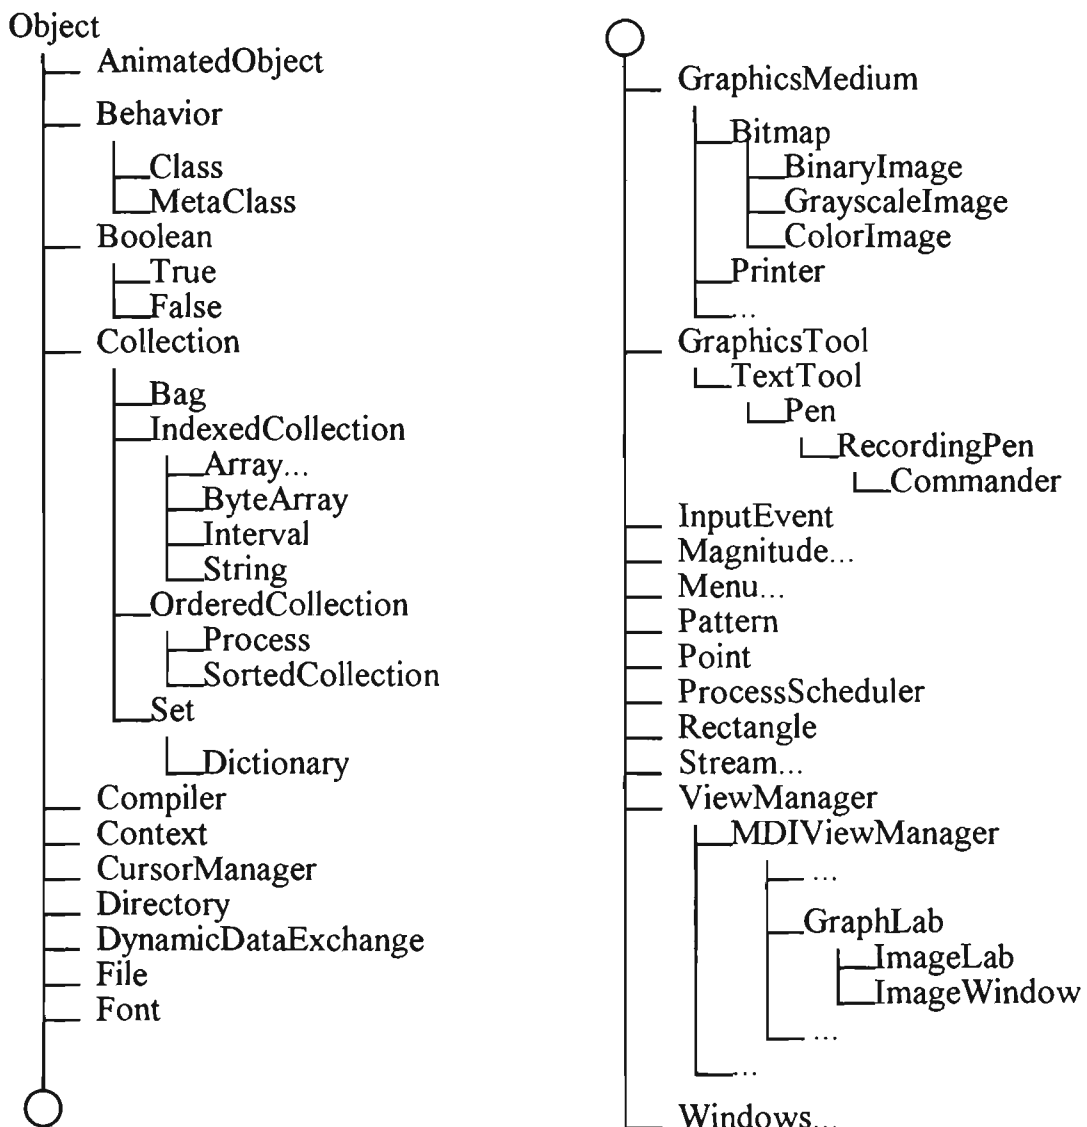 Object
AnimatedObject
Behavior
Class
MetaClass
Boolean
True
False
Collection
Bag
IndexedCollection
Array...
ByteArray
Interval
String
OrderedCollection
Process
SortedCollection
Set
Dictionary
Compiler
Context
CursorManager
Directory
DynamicDataExchange
File
Font
GraphicsMedium
Bitmap
BinaryImage
GrayscaleImage
ColorImage
Printer
...
GraphicsTool
TextTool
Pen
RecordingPen
Commander
InputEvent
Magnitude...
Menu...
Pattern
Point
ProcessScheduler
Rectangle
Stream...
ViewManager
MDIViewManager
...
GraphLab
ImageLab
ImageWindow
...
...
Windows...